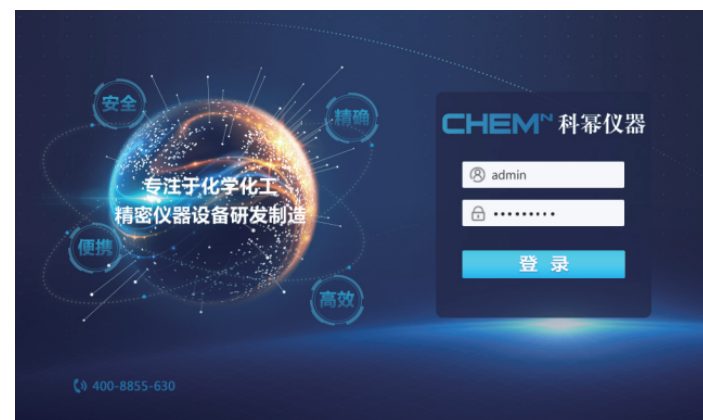 安全
精确
专注于化学化工
精密仪器设备研发制造
便携
高效
400-8855-630
CHEMᴺ 科幂仪器
admin
•••••••••
登 录